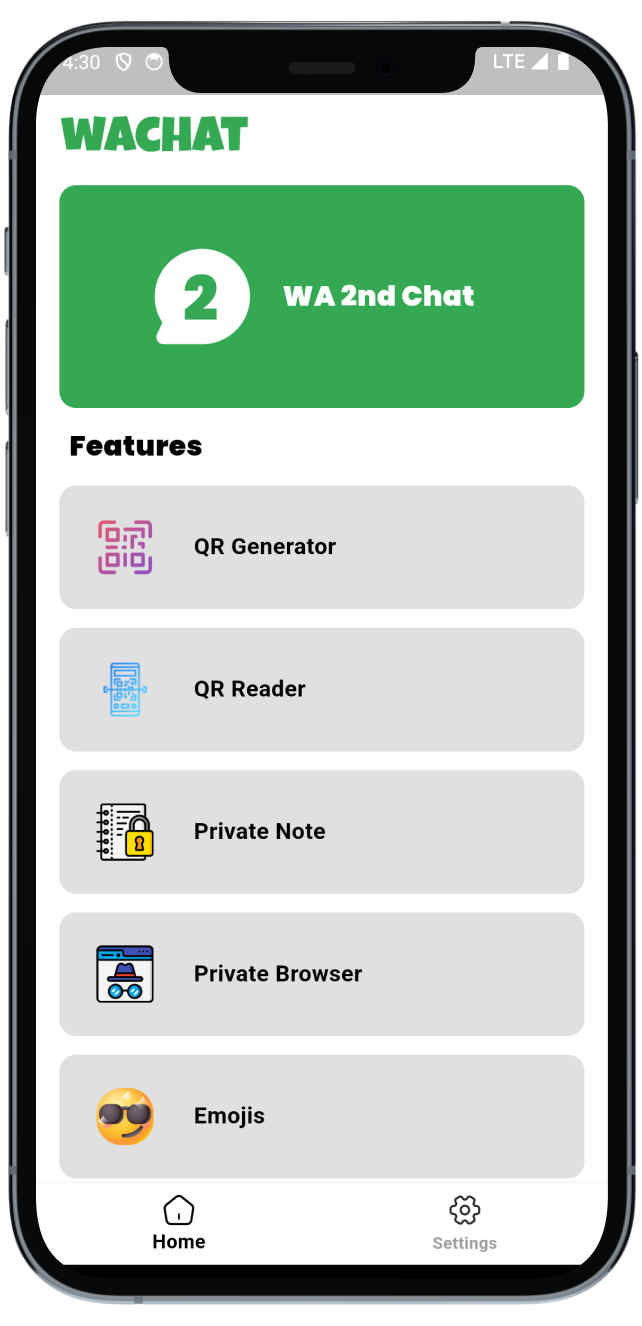 4:30 LTE
WACHAT
2 WA 2nd Chat
Features
QR Generator
QR Reader
Private Note
Private Browser
Emojis
Home Settings